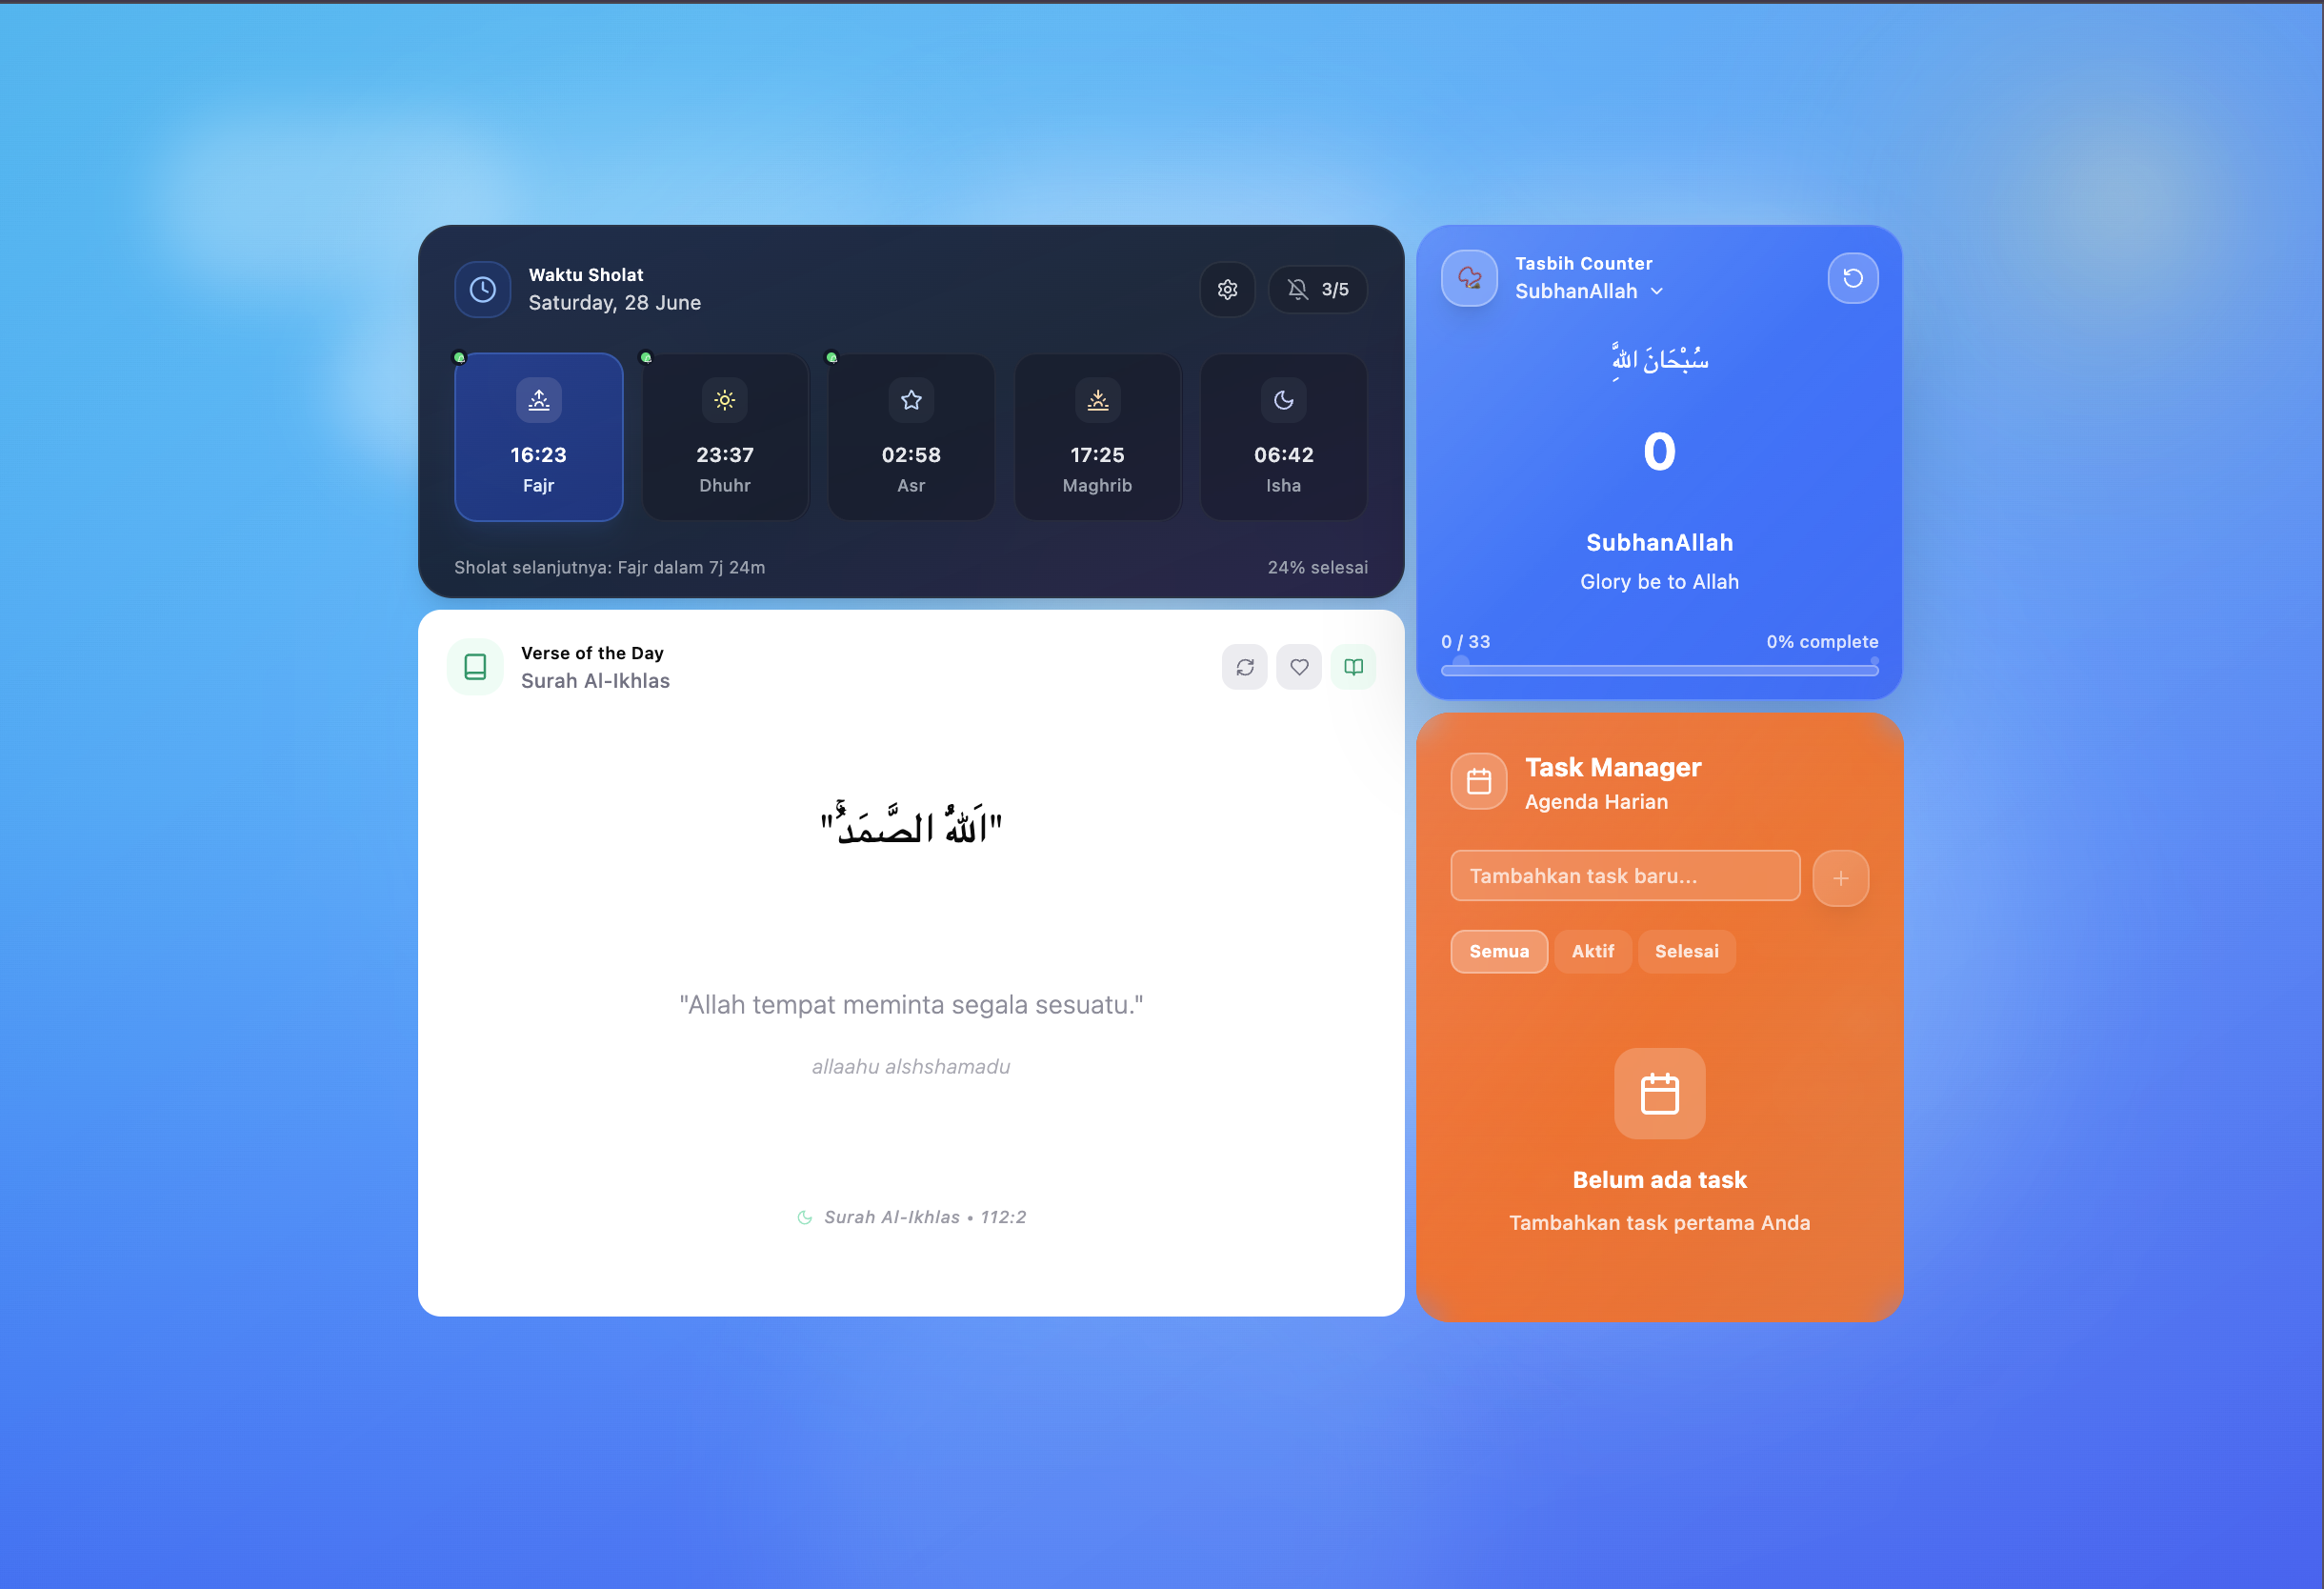 Waktu Sholat
Saturday, 28 June
3/5
16:23
Fajr
23:37
Dhuhr
02:58
Asr
17:25
Maghrib
06:42
Isha
Sholat selanjutnya: Fajr dalam 7j 24m
24% selesai
Verse of the Day
Surah Al-Ikhlas
"اَللّٰهُ الصَّمَدُۚ"
"Allah tempat meminta segala sesuatu."
allaahu alshshamadu
Surah Al-Ikhlas • 112:2
Tasbih Counter
SubhanAllah
سُبْحَانَ اللَّهِ
0
SubhanAllah
Glory be to Allah
0 / 33
0% complete
Task Manager
Agenda Harian
Tambahkan task baru...
Semua
Aktif
Selesai
Belum ada task
Tambahkan task pertama Anda